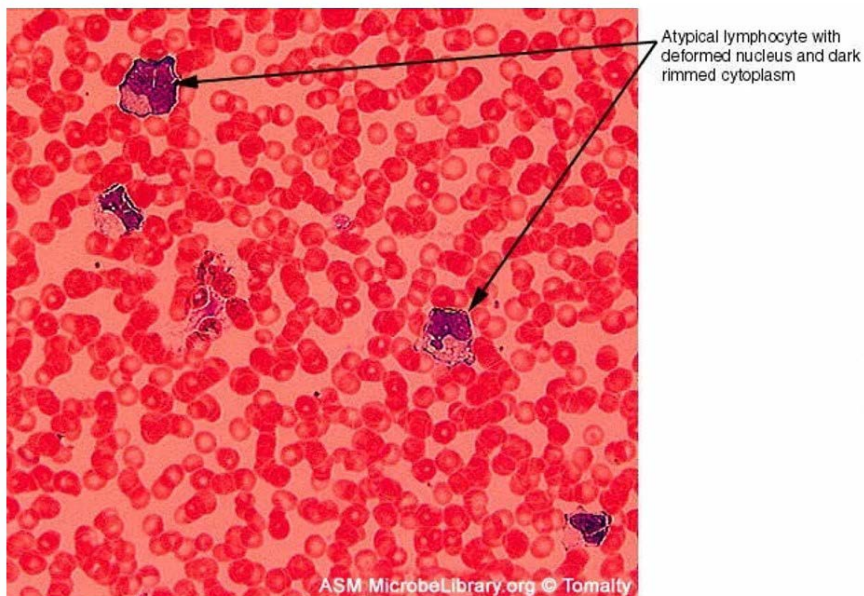 Atypical lymphocyte with
deformed nucleus and dark
rimmed cytoplasm
ASM MicrobeLibrary.org © Tomalty